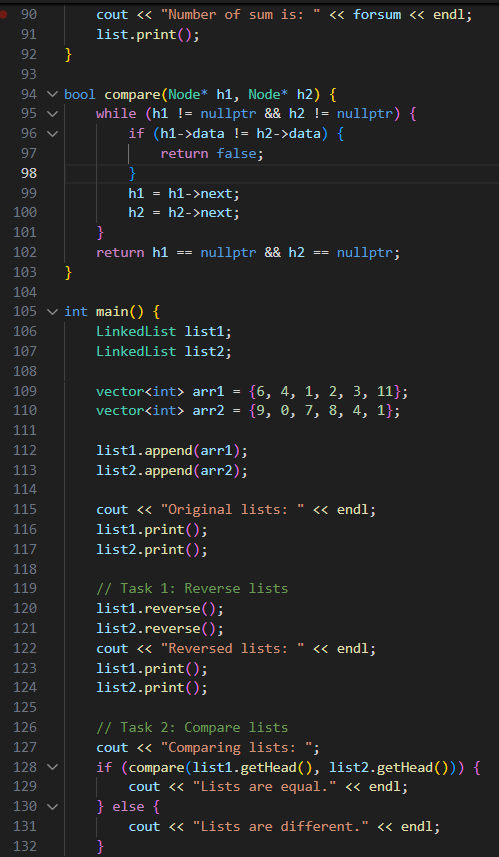 90 cout << "Number of sum is: " << forsum << endl;
91 list.print();
92 }
93
94 bool compare(Node* h1, Node* h2) {
95 while (h1 != nullptr && h2 != nullptr) {
96 if (h1->data != h2->data) {
97 return false;
98 }
99 h1 = h1->next;
100 h2 = h2->next;
101 }
102 return h1 == nullptr && h2 == nullptr;
103 }
104
105 int main() {
106 LinkedList list1;
107 LinkedList list2;
108
109 vector<int> arr1 = {6, 4, 1, 2, 3, 11};
110 vector<int> arr2 = {9, 0, 7, 8, 4, 1};
111
112 list1.append(arr1);
113 list2.append(arr2);
114
115 cout << "Original lists: " << endl;
116 list1.print();
117 list2.print();
118
119 // Task 1: Reverse lists
120 list1.reverse();
121 list2.reverse();
122 cout << "Reversed lists: " << endl;
123 list1.print();
124 list2.print();
125
126 // Task 2: Compare lists
127 cout << "Comparing lists: ";
128 if (compare(list1.getHead(), list2.getHead())) {
129 cout << "Lists are equal." << endl;
130 } else {
131 cout << "Lists are different." << endl;
132 }